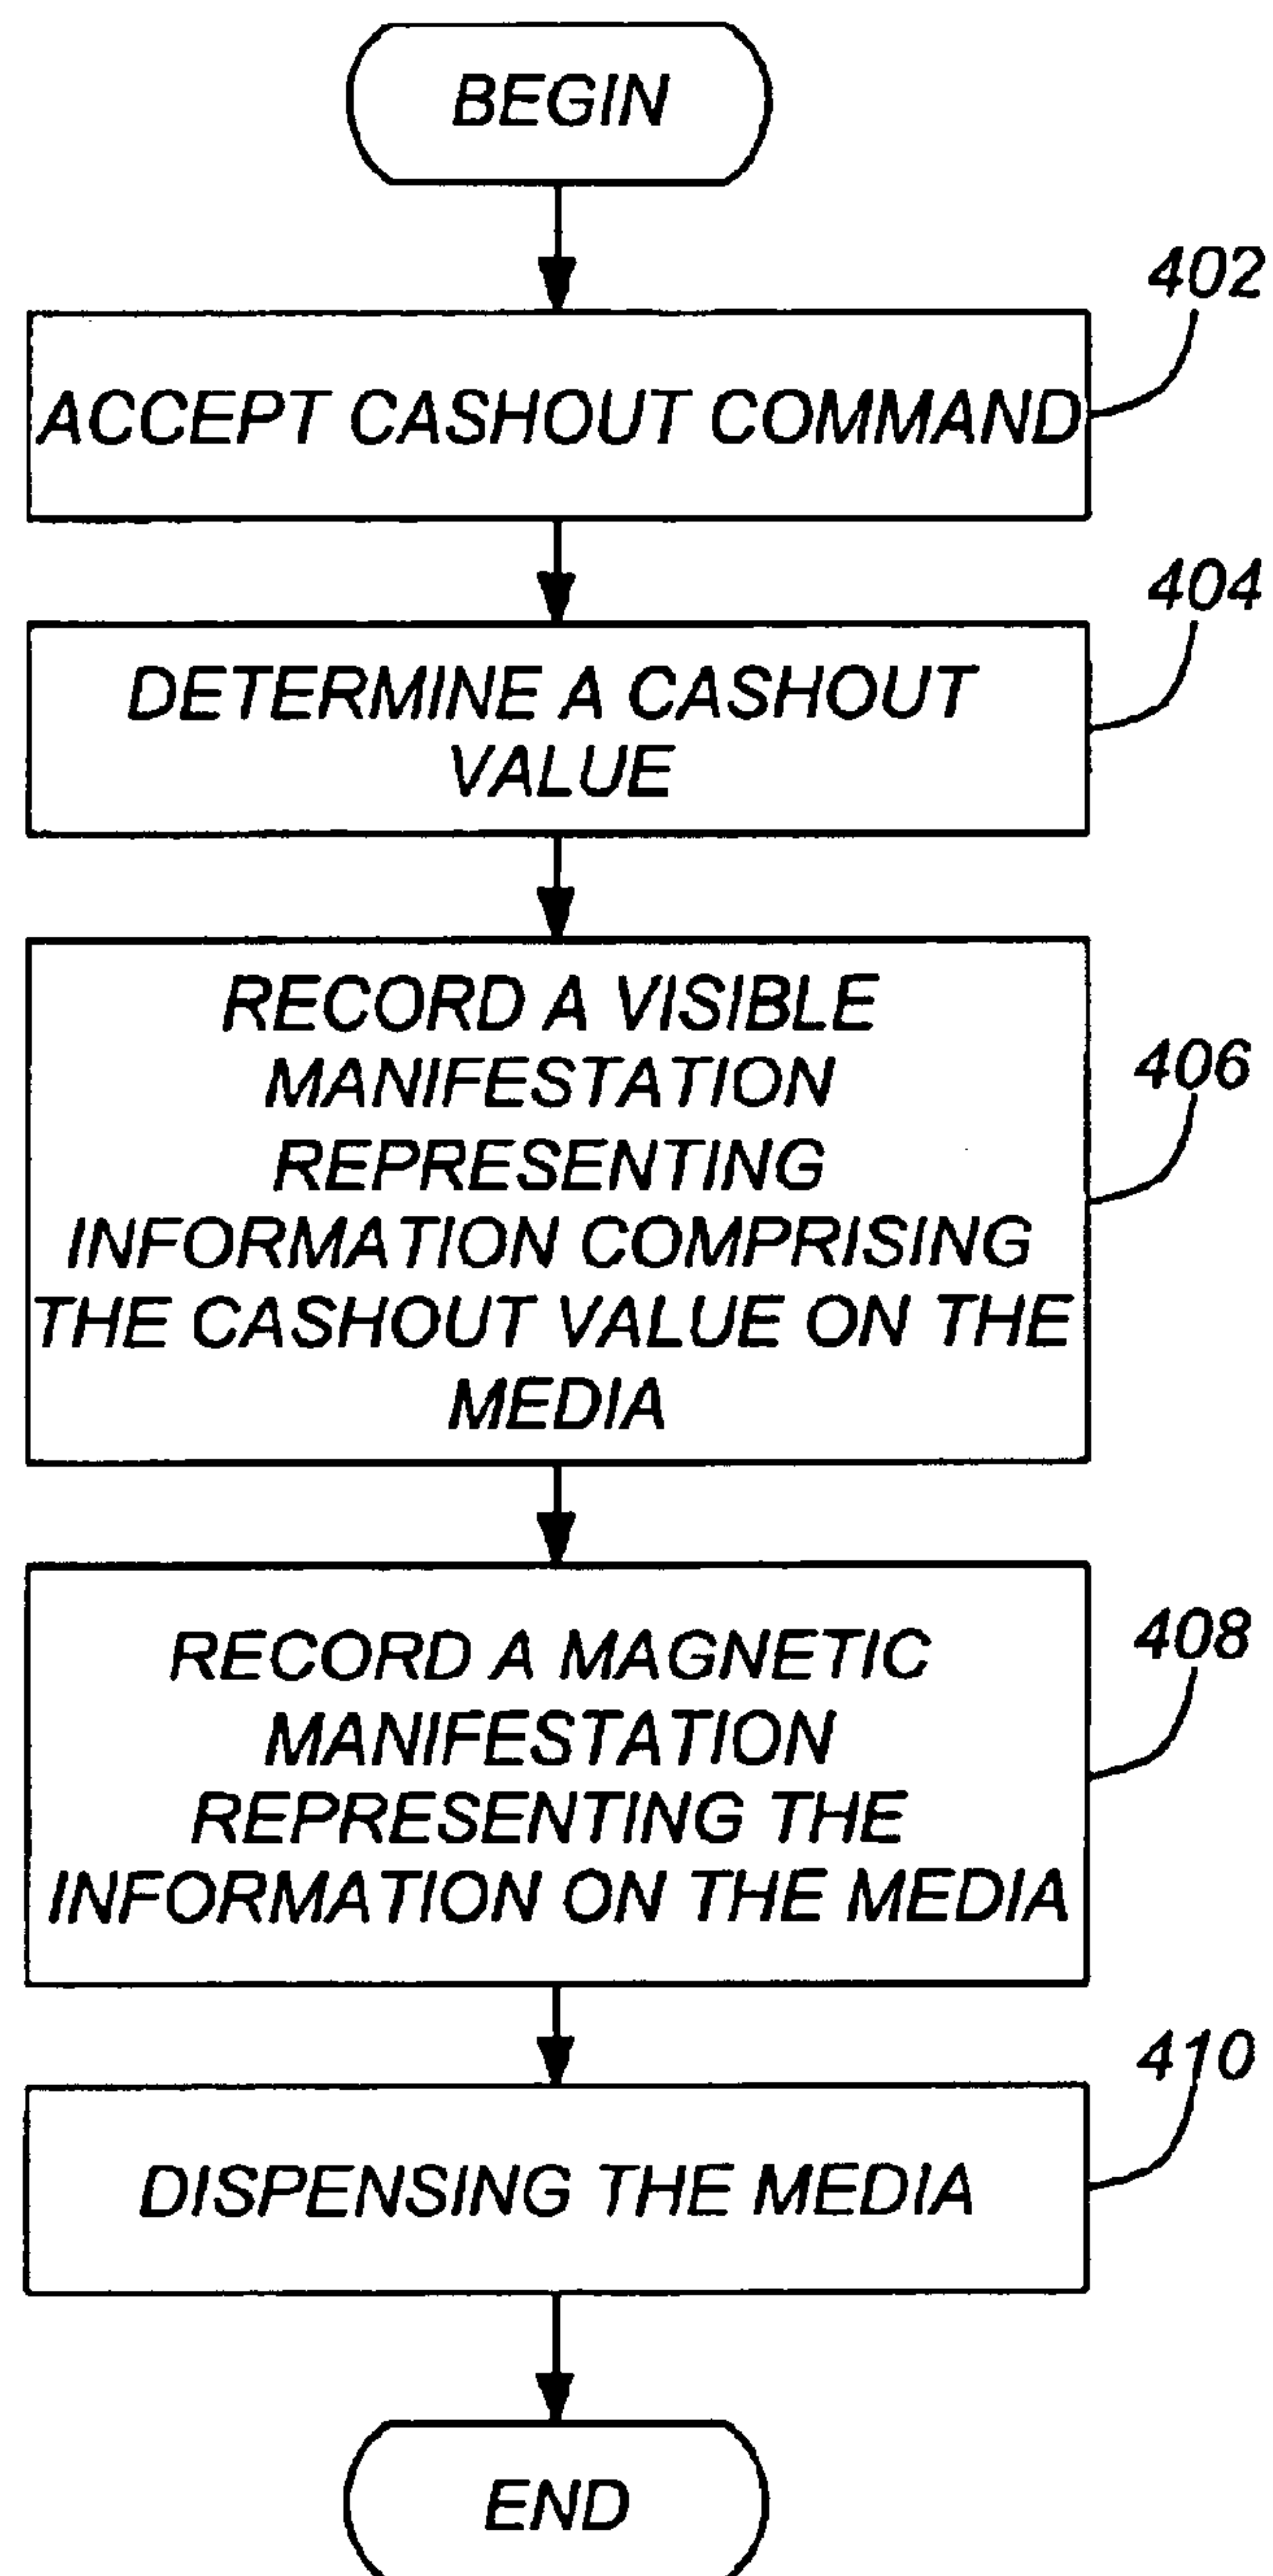 BEGIN
402
ACCEPT CASHOUT COMMAND
404
DETERMINE A CASHOUT
VALUE
RECORD A VISIBLE
MANIFESTATION
406
REPRESENTING
INFORMATION COMPRISING
THE CASHOUT VALUE ON THE
MEDIA
408
RECORD A MAGNETIC
MANIFESTATION
REPRESENTING THE
INFORMATION ON THE MEDIA
410
DISPENSING THE MEDIA
END